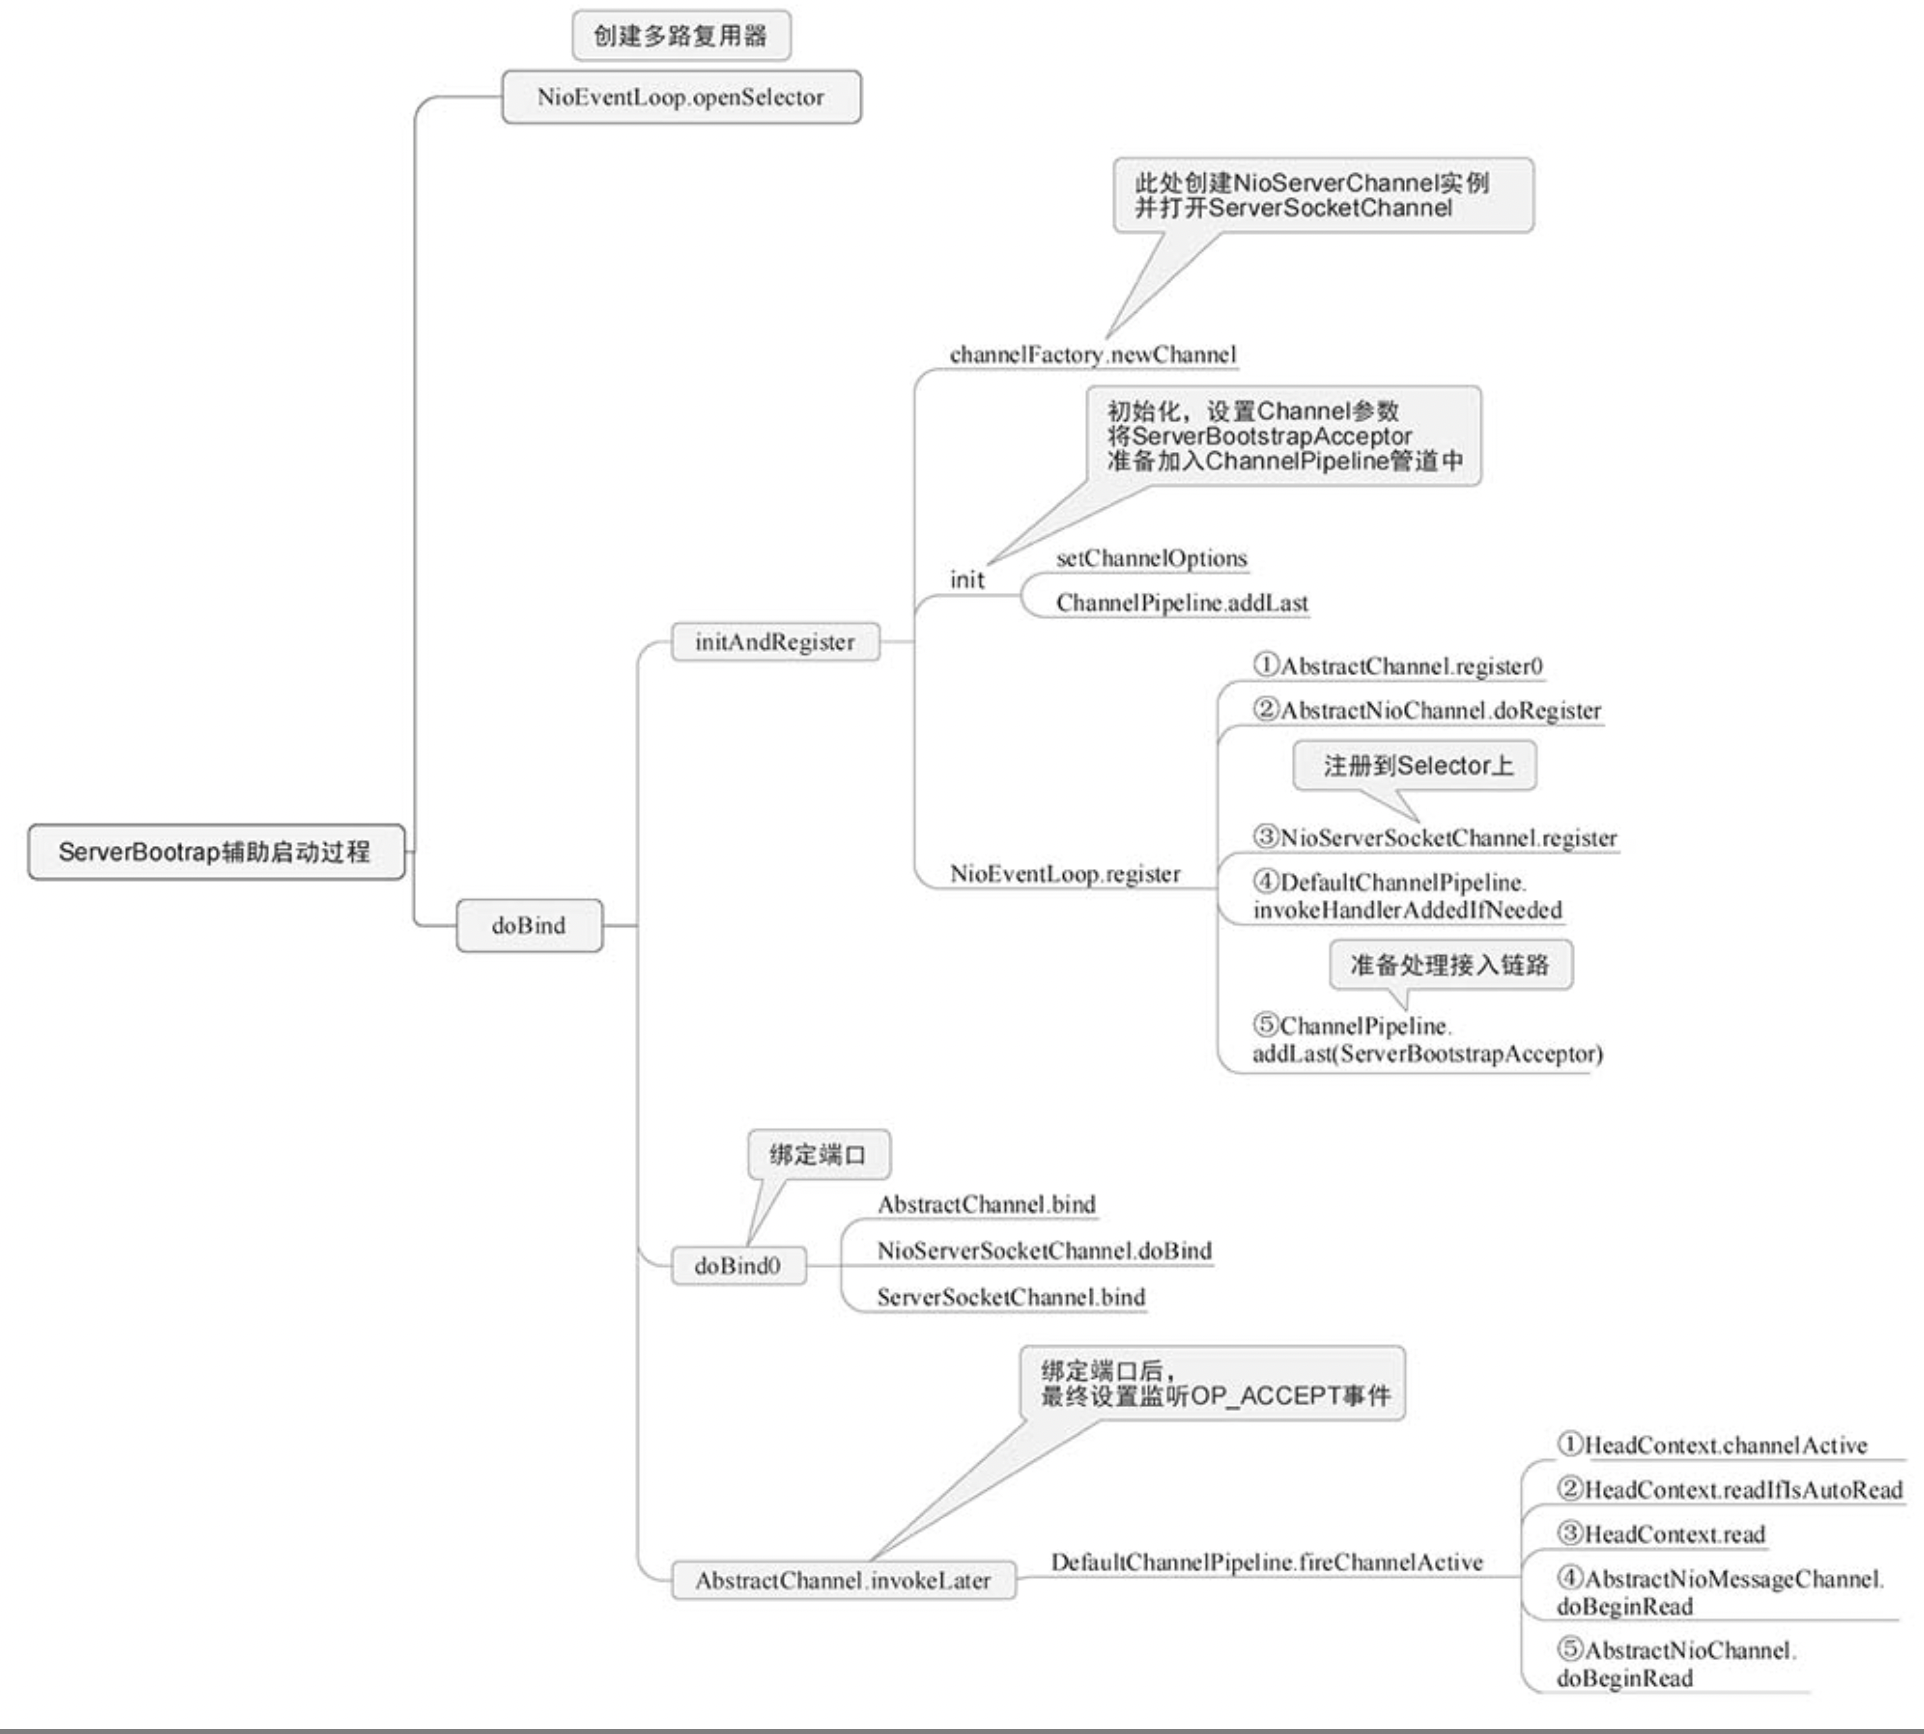 创建多路复用器
NioEventLoop.openSelector
此处创建NioServerChannel实例
并打开ServerSocketChannel
channelFactory.newChannel
初始化，设置Channel参数
将ServerBootstrapAcceptor
准备加入ChannelPipeline管道中
init
setChannelOptions
ChannelPipeline.addLast
initAndRegister
①AbstractChannel.register0
②AbstractNioChannel.doRegister
注册到Selector上
③NioServerSocketChannel.register
NioEventLoop.register
④DefaultChannelPipeline.
invokeHandlerAddedIfNeeded
准备处理接入链路
⑤ChannelPipeline.
addLast(ServerBootstrapAcceptor)
ServerBootrap辅助启动过程
doBind
绑定端口
doBind0
AbstractChannel.bind
NioServerSocketChannel.doBind
ServerSocketChannel.bind
绑定端口后，
最终设置监听OP_ACCEPT事件
AbstractChannel.invokeLater
DefaultChannelPipeline.fireChannelActive
①HeadContext.channelActive
②HeadContext.readIfIsAutoRead
③HeadContext.read
④AbstractNioMessageChannel.
doBeginRead
⑤AbstractNioChannel.
doBeginRead